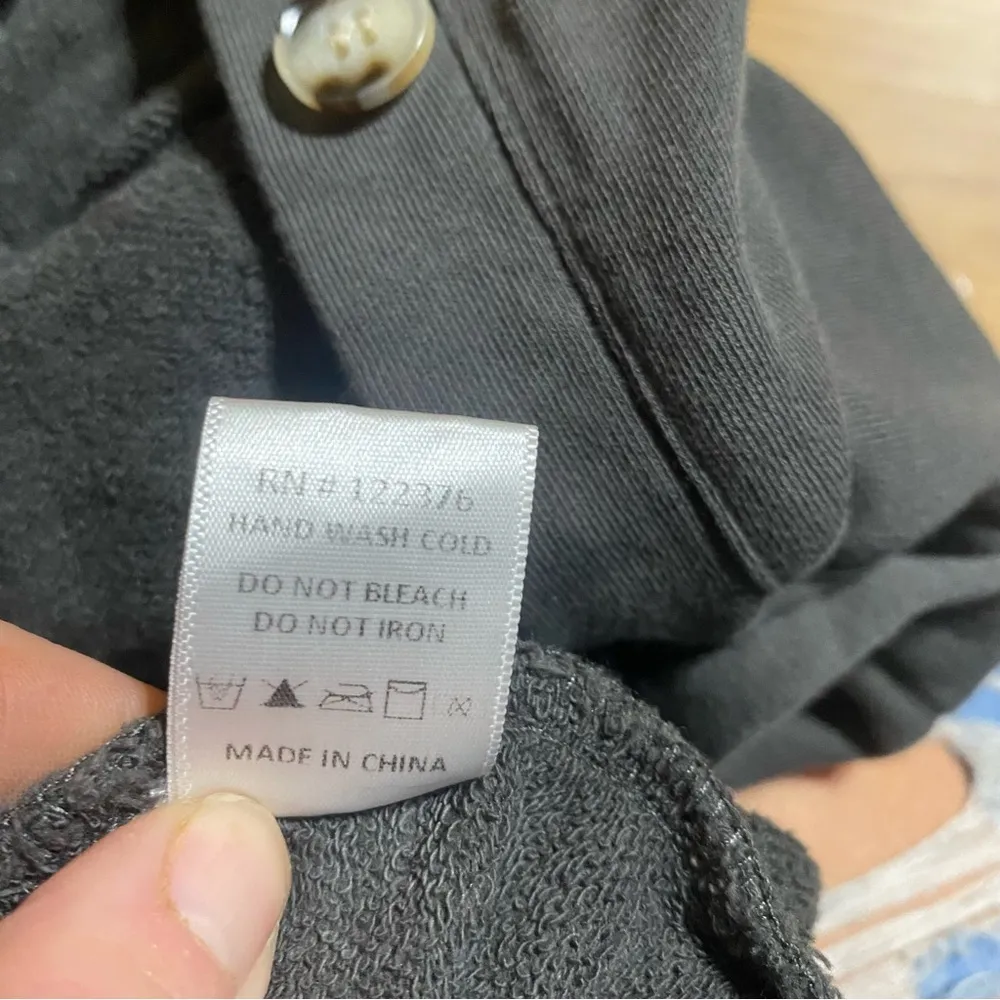 RN # 122376
HAND WASH COLD
DO NOT BLEACH
DO NOT IRON
MADE IN CHINA